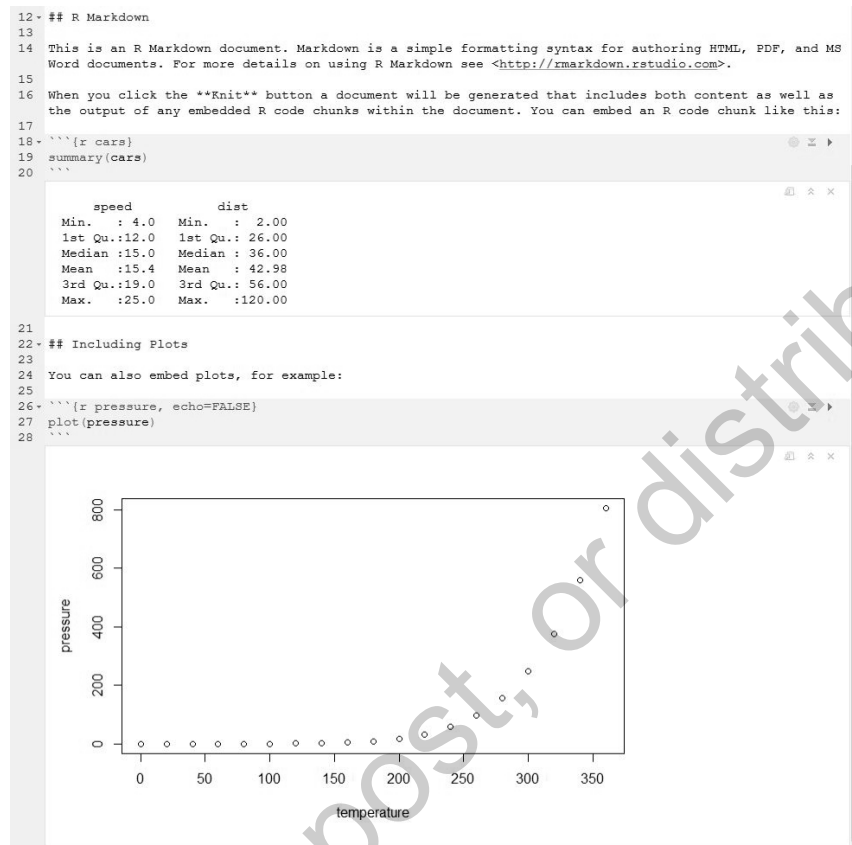 12 ## R Markdown
13
14 This is an R Markdown document. Markdown is a simple formatting syntax for authoring HTML, PDF, and MS
Word documents. For more details on using R Markdown see <http://rmarkdown.rstudio.com>.
15
16 When you click the **Knit** button a document will be generated that includes both content as well as
the output of any embedded R code chunks within the document. You can embed an R code chunk like this:
17
18 ```{r cars}
19 summary(cars)
20 ```
speed dist
Min. : 4.0 Min. : 2.00
1st Qu.:12.0 1st Qu.: 26.00
Median :15.0 Median : 36.00
Mean :15.4 Mean : 42.98
3rd Qu.:19.0 3rd Qu.: 56.00
Max. :25.0 Max. :120.00
21
22 ## Including Plots
23
24 You can also embed plots, for example:
25
26 ```{r pressure, echo=FALSE}
27 plot(pressure)
28 ```
800
600
400
200
0
pressure
0 50 100 150 200 250 300 350
temperature
post, or distrib